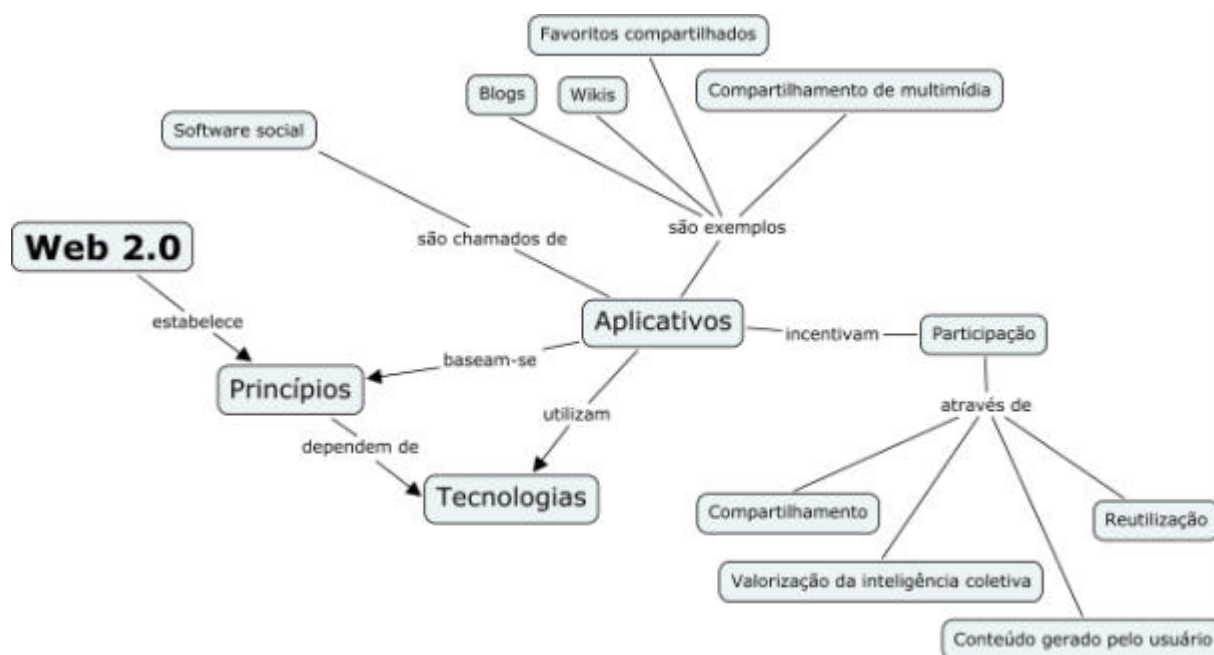 Favoritos compartilhados
Blogs
Wikis
Compartilhamento de multimídia
Software social
são exemplos
são chamados de
Web 2.0
estabelece
Aplicativos
incentivam
Participação
baseam-se
Princípios
utilizam
através de
dependem de
Tecnologias
Compartilhamento
Reutilização
Valorização da inteligência coletiva
Conteúdo gerado pelo usuário